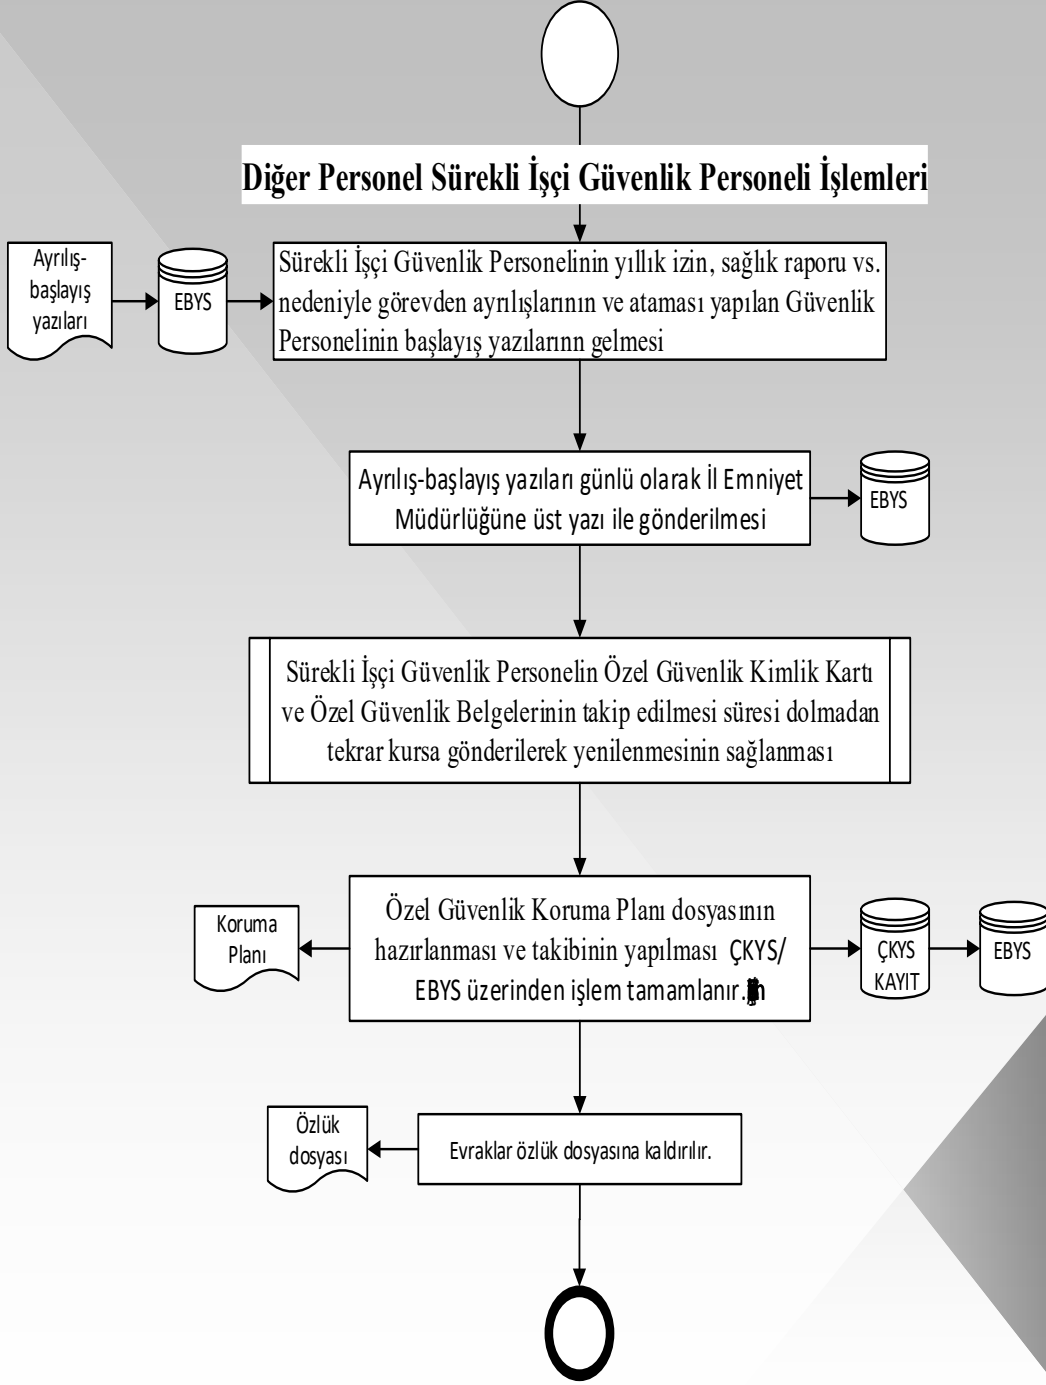 Diğer Personel Sürekli İşçi Güvenlik Personeli İşlemleri
Ayrılış-
başlayış
yazıları
EBYS
Sürekli İşçi Güvenlik Personelinin yıllık izin, sağlık raporu vs.
nedeniyle görevden ayrılışlarının ve ataması yapılan Güvenlik
Personelinin başlayış yazılarınn gelmesi
Ayrılış-başlayış yazıları günlü olarak İl Emniyet
Müdürlüğüne üst yazı ile gönderilmesi
EBYS
Sürekli İşçi Güvenlik Personelin Özel Güvenlik Kimlik Kartı
ve Özel Güvenlik Belgelerinin takip edilmesi süresi dolmadan
tekrar kursa gönderilerek yenilenmesinin sağlanması
Koruma
Planı
Özel Güvenlik Koruma Planı dosyasının
hazırlanması ve takibinin yapılması ÇKYS/
EBYS üzerinden işlem tamamlanır.
ÇKYS
KAYIT
EBYS
Özlük
dosyası
Evraklar özlük dosyasına kaldırılır.